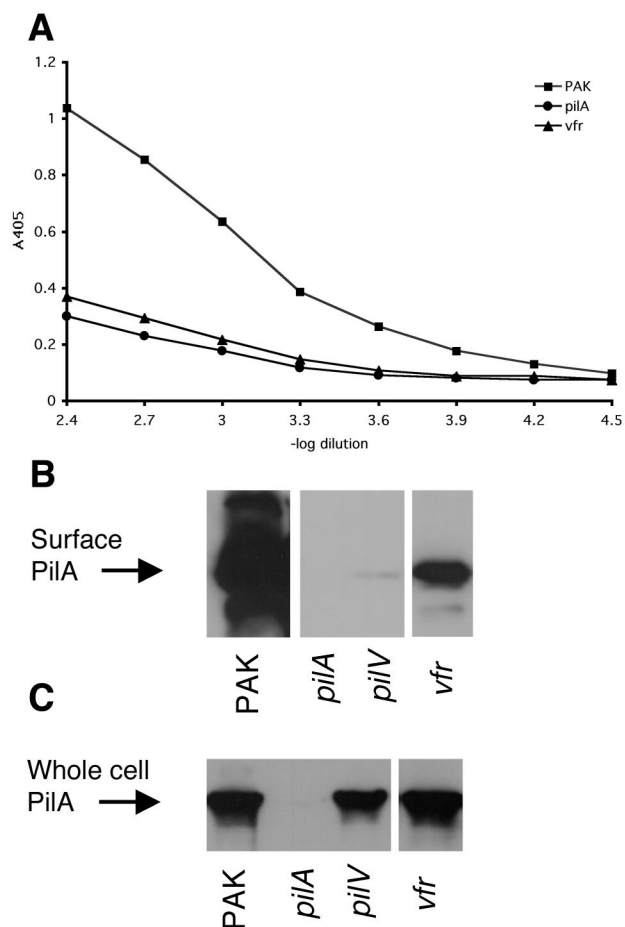 A
1.2
1
0.8
0.6
0.4
0.2
0
A405
2.4 2.7 3 3.3 3.6 3.9 4.2 4.5
-log dilution
PAK
pilA
vfr
B
Surface
PilA
PAK pilA pilV vfr
C
Whole cell
PilA
PAK pilA pilV vfr